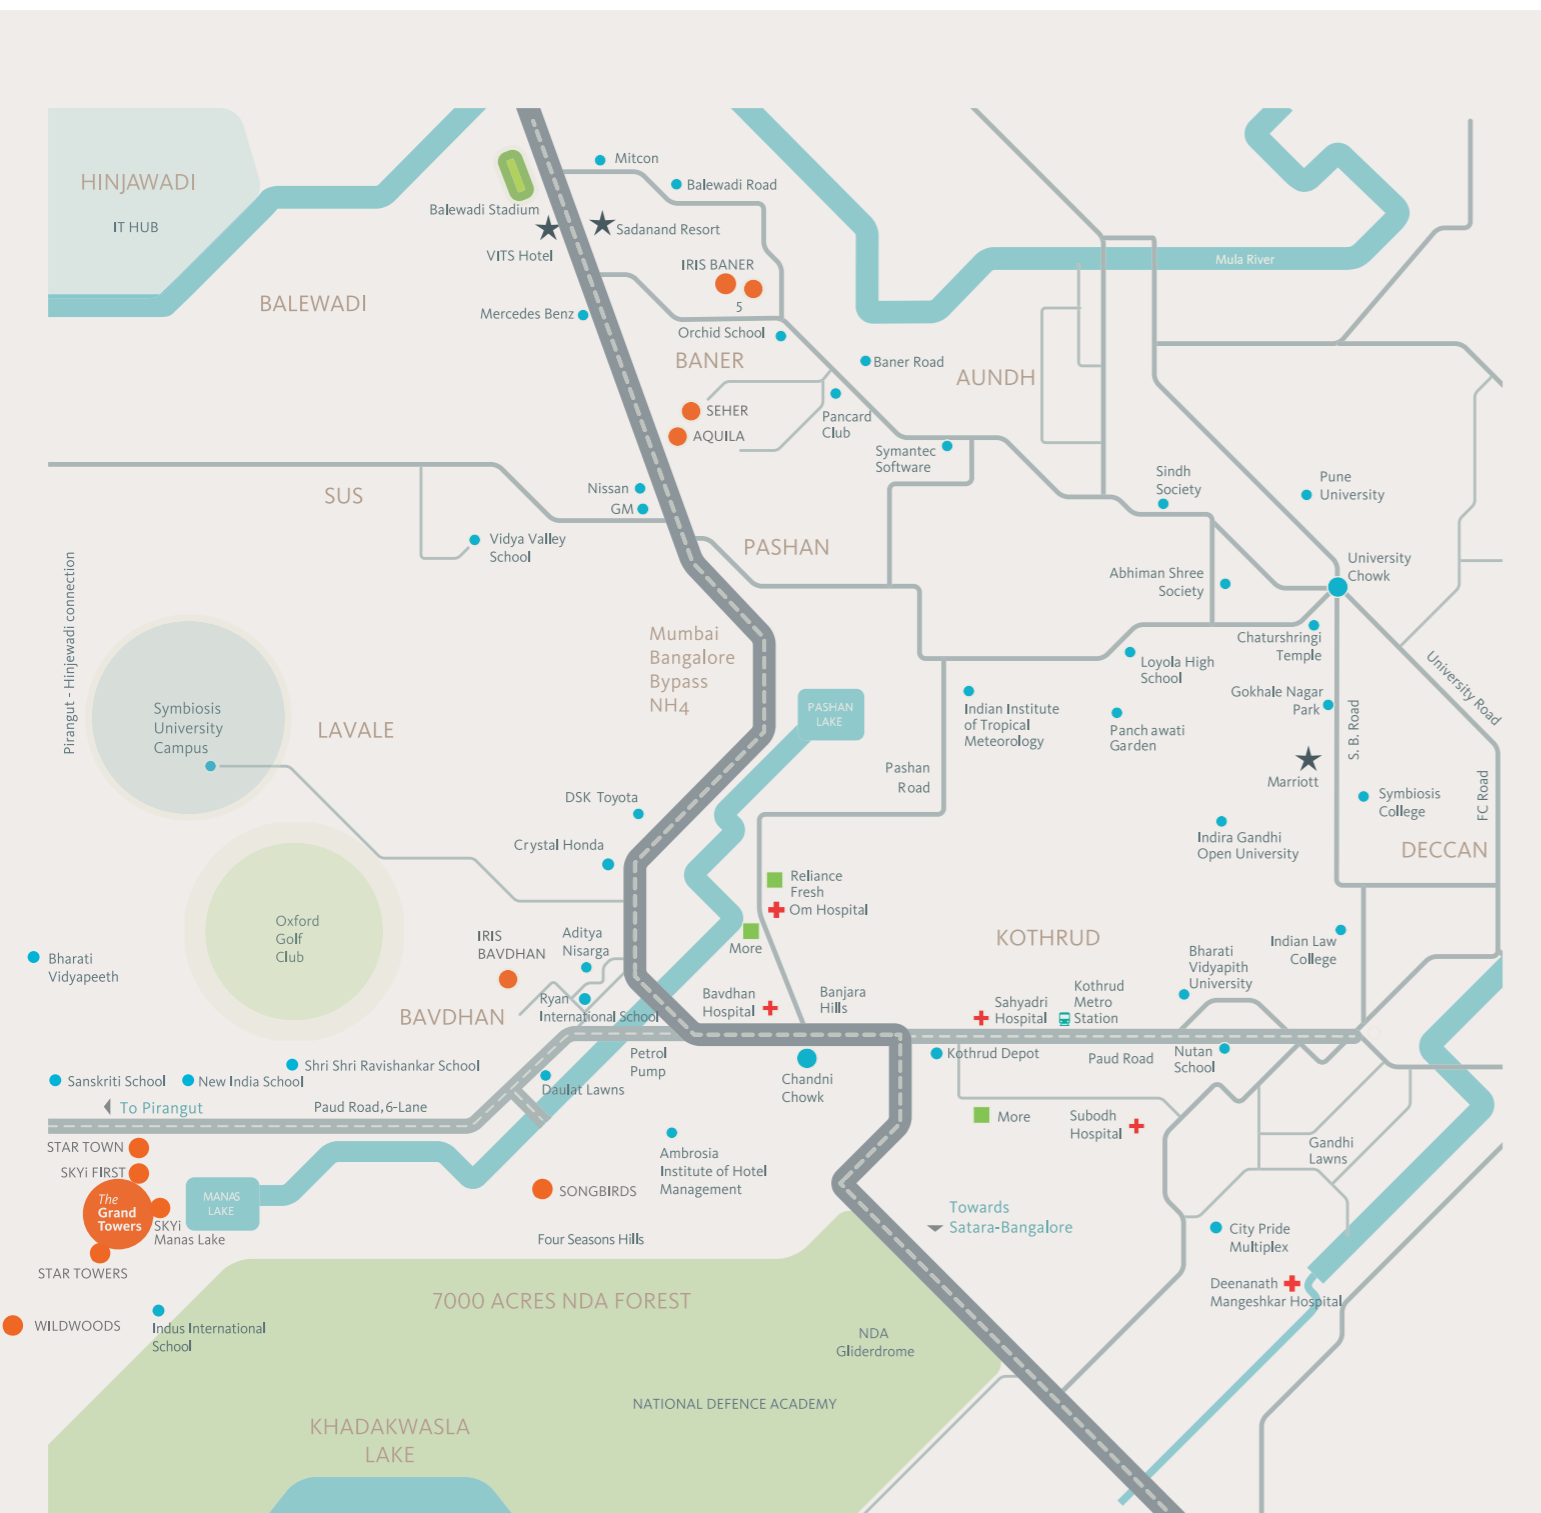 Mitcon
HINJAWADI
Balewadi Road
Balewadi Stadium
IT HUB
Sadanand Resort
VITS Hotel
Mula River
IRIS BANER
BALEWADI
5
Mercedes Benz
Orchid School
BANER
Baner Road
AUNDH
SEHER
Pancard
Club
AQUILA
Symantec
Software
Sindh
Society
Pune
University
SUS
Nissan
GM
Vidya Valley
School
PASHAN
University
Chowk
Abhiman Shree
Society
Pirangut - Hinjewadi connection
Mumbai
Bangalore
Bypass
NH4
Chaturshringi
Temple
Loyola High
School
University Road
Gokhale Nagar
Park
Symbiosis
University
Campus
LAVALE
PASHAN
LAKE
Indian Institute
of Tropical
Meteorology
Panch awati
Garden
S. B. Road
Pashan
Road
Marriott
FC Road
DSK Toyota
Symbiosis
College
Crystal Honda
Indira Gandhi
Open University
DECCAN
Reliance
Fresh
Om Hospital
Oxford
Golf
Club
IRIS
BAVDHAN
Aditya
Nisarga
More
KOTHRUD
Indian Law
College
Bharati
Vidyapeeth
Bharati
Vidyapith
University
Ryan
International School
Bavdhan
Hospital
Banjara
Hills
Sahyadri
Hospital
Kothrud
Metro
Station
BAVDHAN
Shri Shri Ravishankar School
Petrol
Pump
Kothrud Depot
Paud Road
Nutan
School
Sanskriti School
New India School
Daulat Lawns
Chandni
Chowk
To Pirangut
Paud Road,6-Lane
More
Subodh
Hospital
STAR TOWN
Gandhi
Lawns
SKYi FIRST
Ambrosia
Institute of Hotel
Management
The
Grand
Towers
MANAS
LAKE
SONGBIRDS
SKYi
Manas Lake
Towards
Satara-Bangalore
City Pride
Multiplex
Four Seasons Hills
STAR TOWERS
Deenanath
Mangeshkar Hospital
7000 ACRES NDA FOREST
WILDWOODS
Indus International
School
NDA
Gliderdrome
NATIONAL DEFENCE ACADEMY
KHADAKWASLA
LAKE